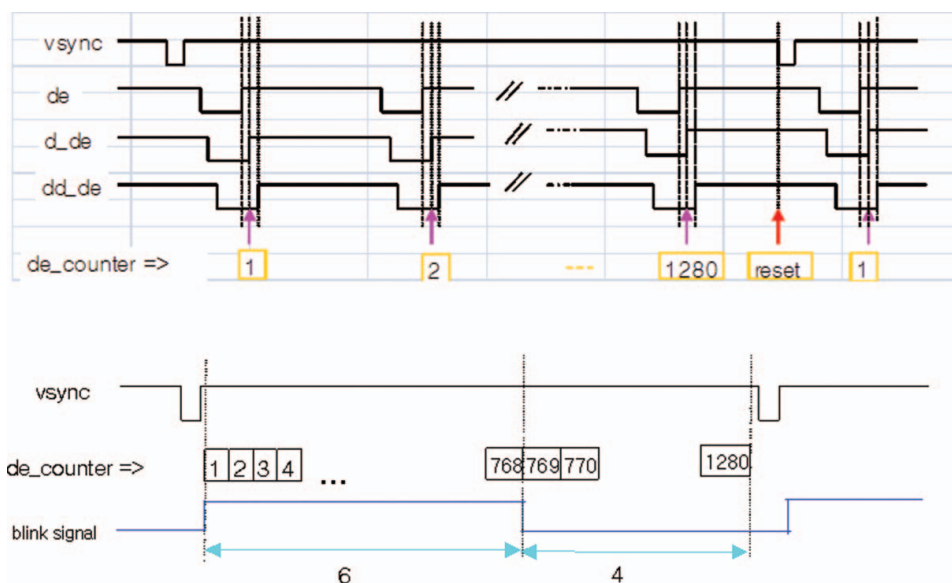 vsync
de
d_de
dd_de
de_counter => 1 2 1280 reset 1
vsync
de_counter => 1 2 3 4 ... 768 769 770 1280
blink signal
6 4